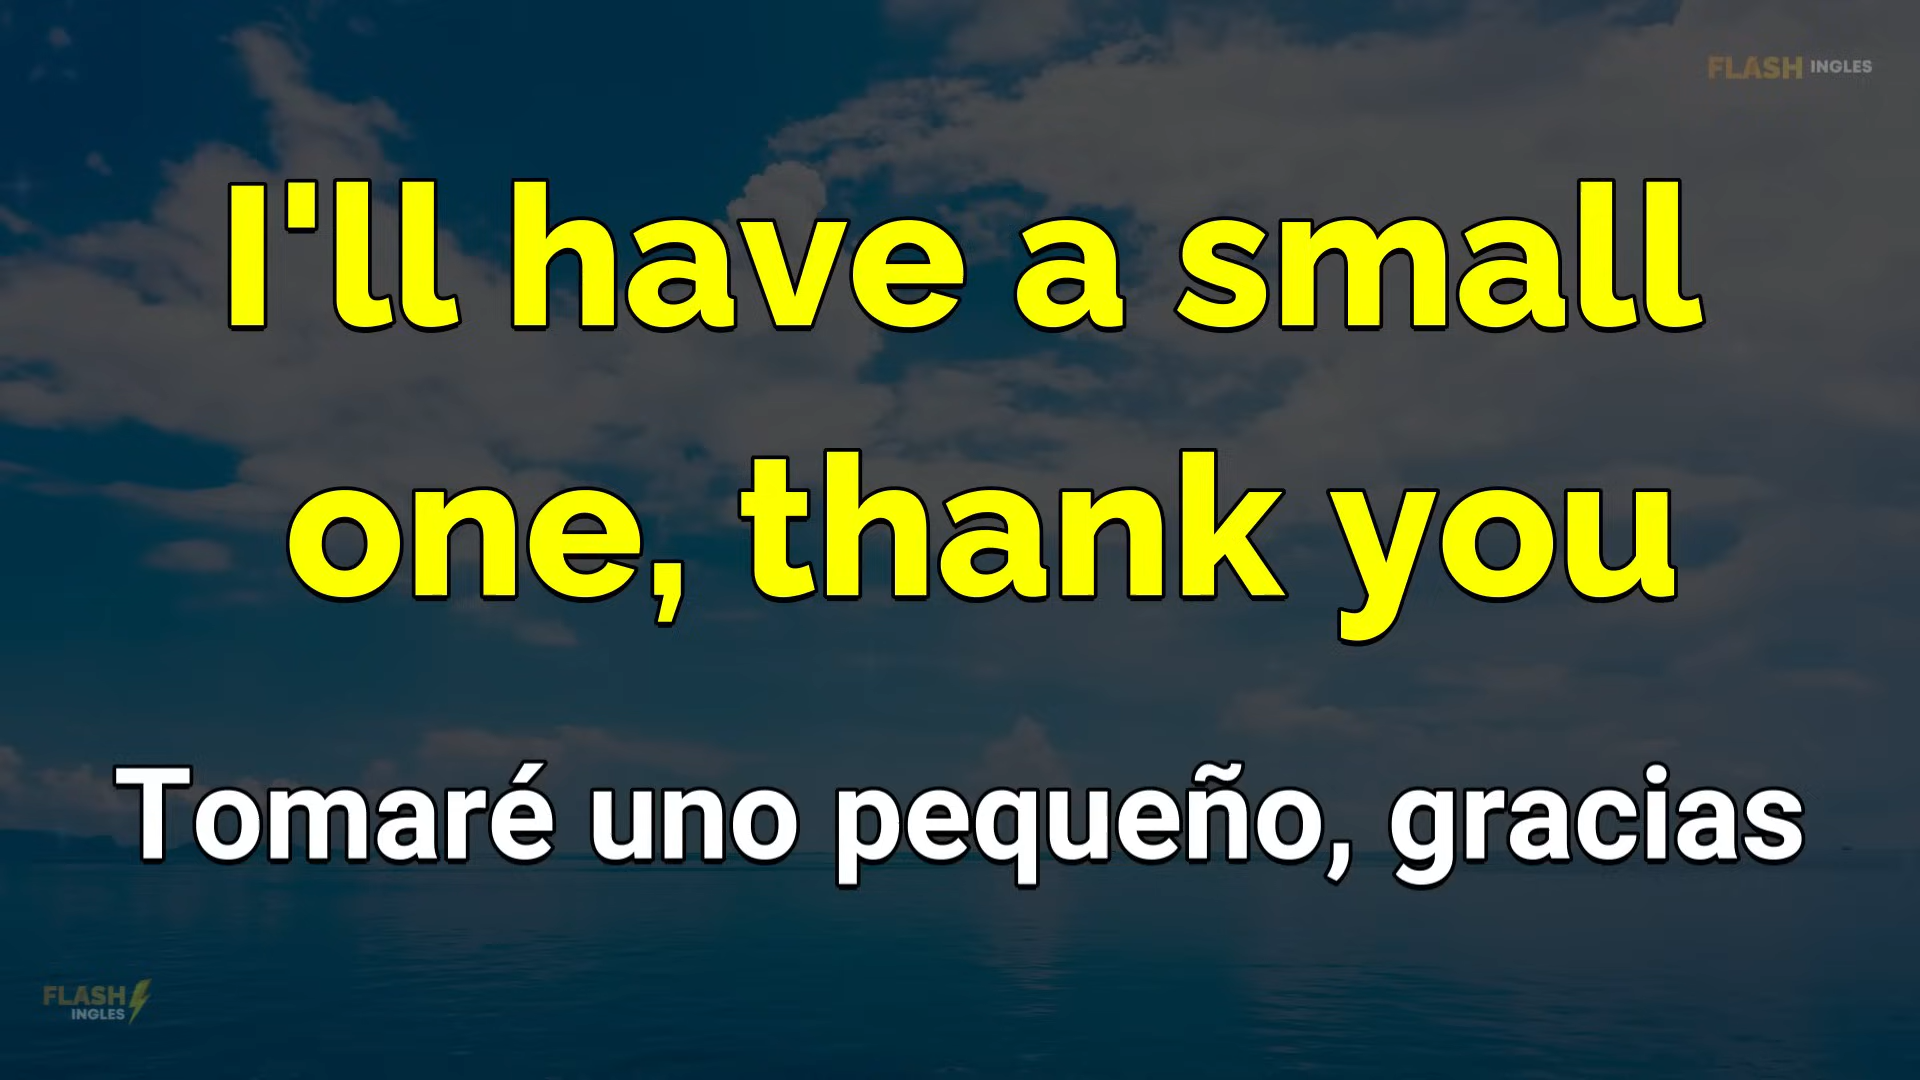 FLASH INGLES
I'll have a small
one, thank you
Tomaré uno pequeño, gracias
FLASH
INGLES